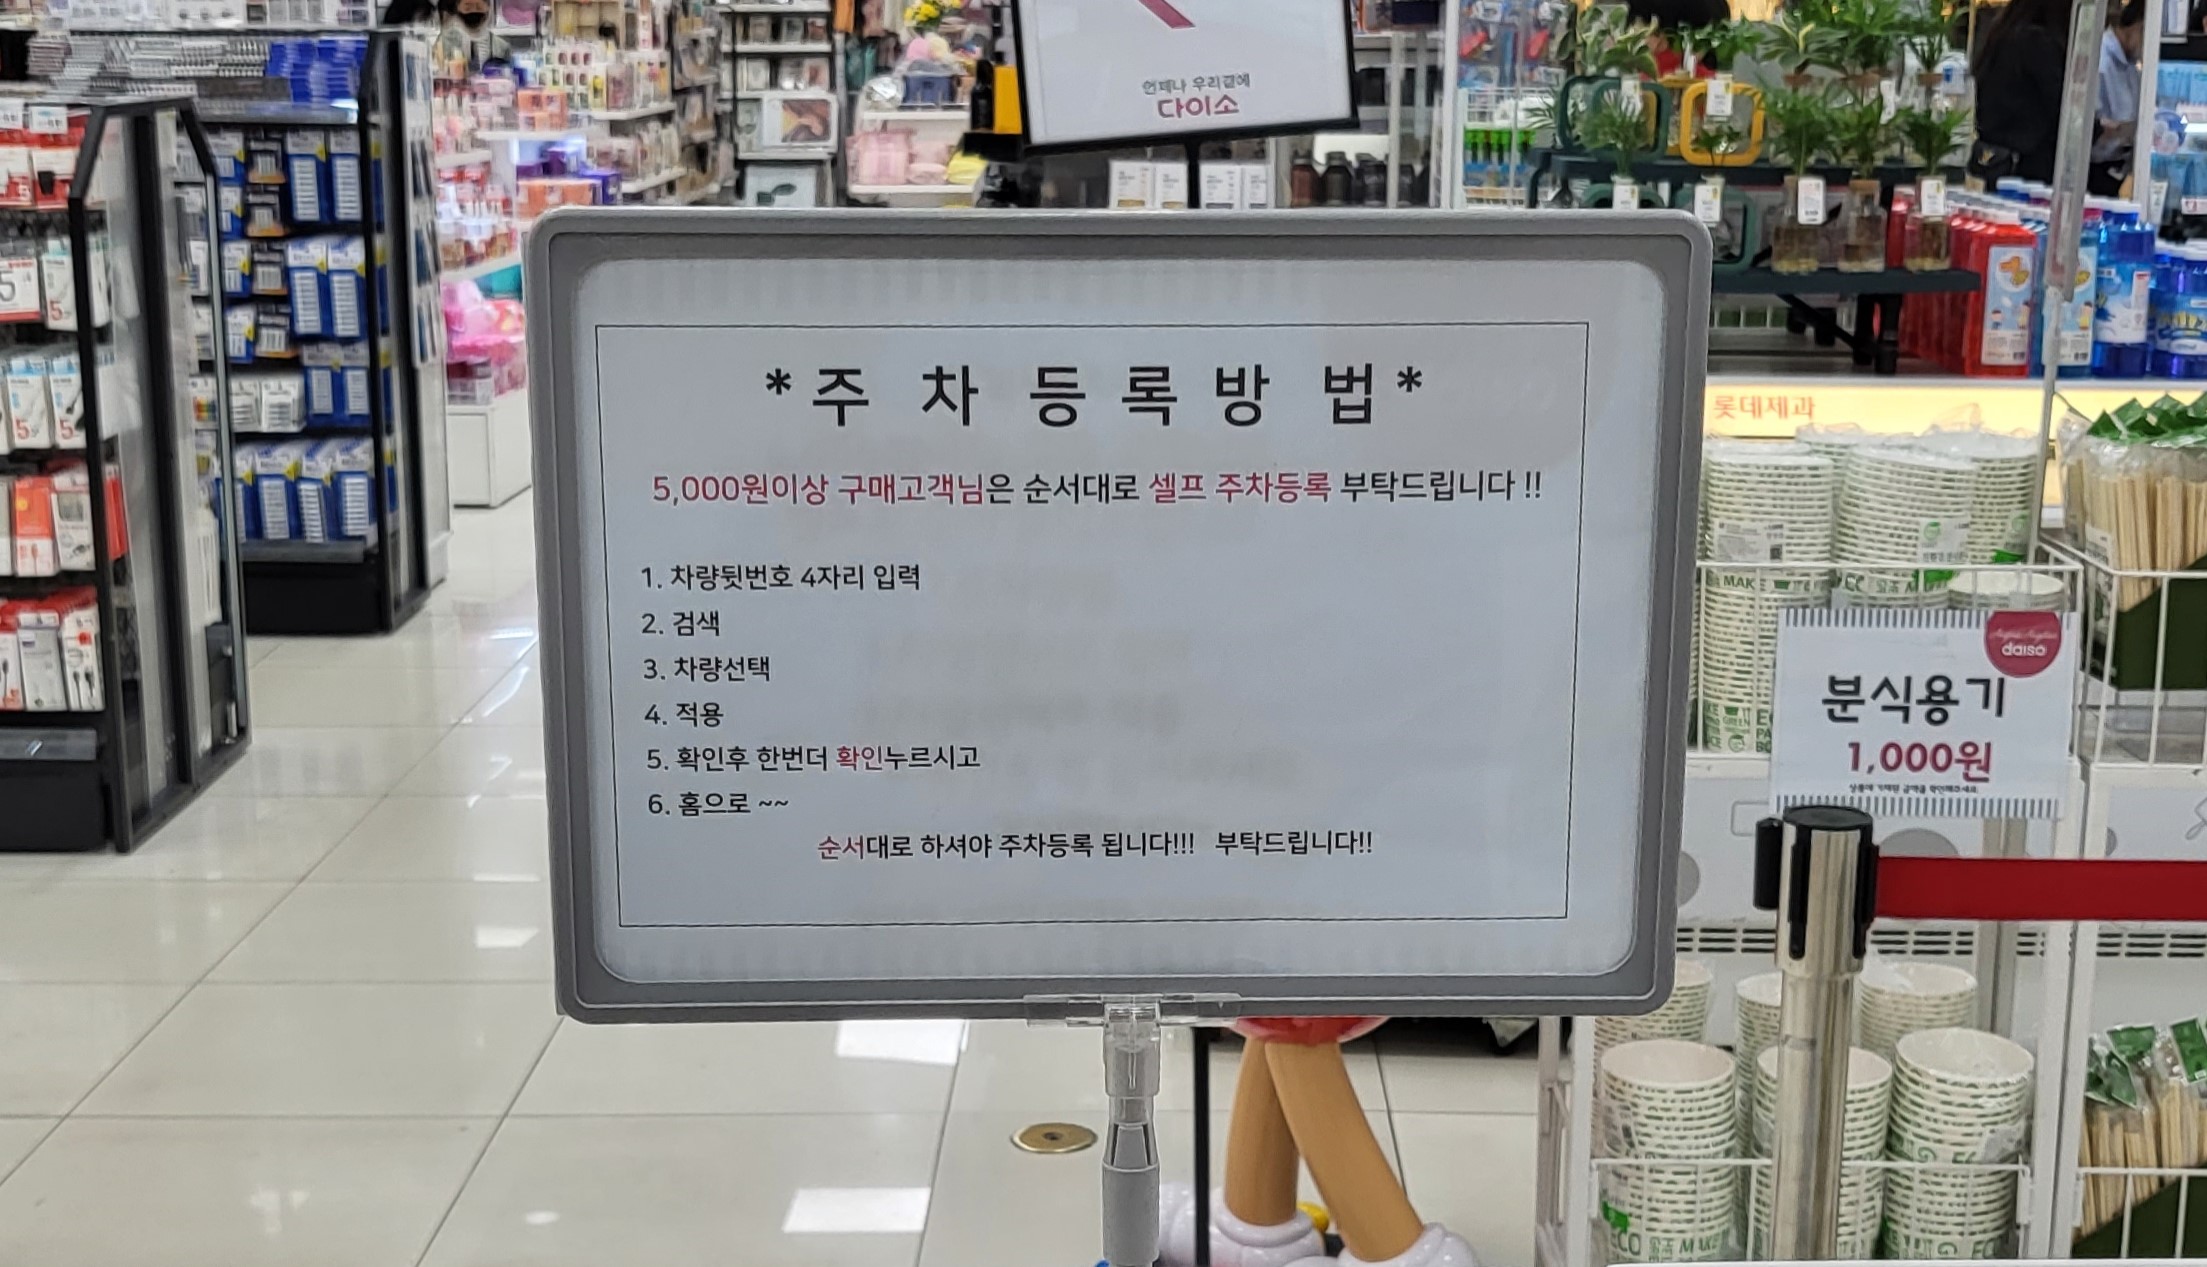 언제나 우리곁에
다이소
*주 차 등 록 방 법*
5,000원이상 구매고객님은 순서대로 셀프 주차등록 부탁드립니다 !!
1. 차량뒷번호 4자리 입력
2. 검색
3. 차량선택
4. 적용
5. 확인후 한번더 확인누르시고
6. 홈으로 ~~
순서대로 하셔야 주차등록 됩니다!!! 부탁드립니다!!
롯데제과
daiso
분식용기
1,000원